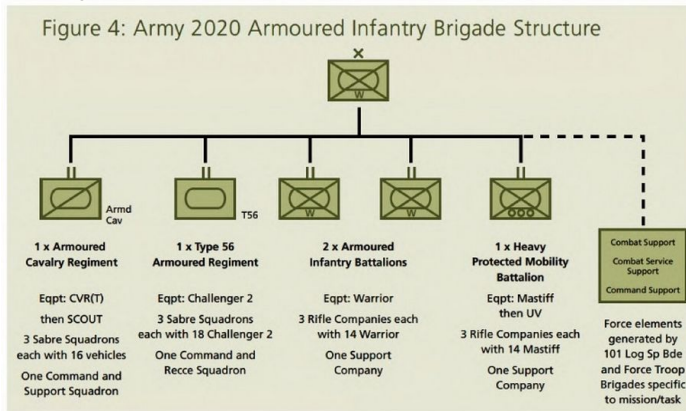 Figure 4: Army 2020 Armoured Infantry Brigade Structure
X
W
II
Armd
Cav
II
T56
II
W
II
W
II
1 x Armoured
Cavalry Regiment
Eqpt: CVR(T)
then SCOUT
3 Sabre Squadrons
each with 16 vehicles
One Command and
Support Squadron
1 x Type 56
Armoured Regiment
Eqpt: Challenger 2
3 Sabre Squadrons
each with 18 Challenger 2
One Command and
Recce Squadron
2 x Armoured
Infantry Battalions
Eqpt: Warrior
3 Rifle Companies each
with 14 Warrior
One Support
Company
1 x Heavy
Protected Mobility
Battalion
Eqpt: Mastiff
then UV
3 Rifle Companies each
with 14 Mastiff
One Support
Company
Combat Support
Combat Service
Support
Command Support
Force elements
generated by
101 Log Sp Bde
and Force Troop
Brigades specific
to mission/task